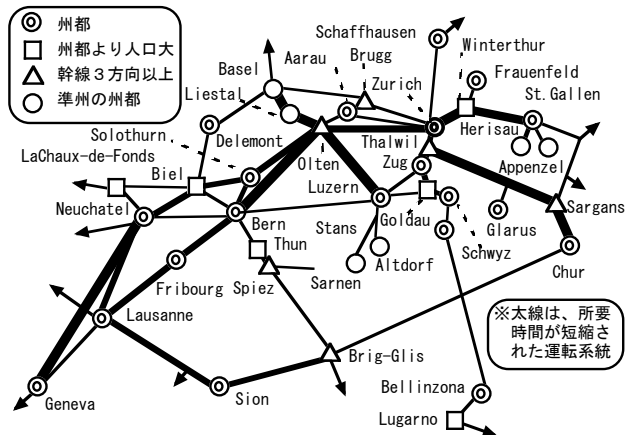 州都
州都より人口大
幹線３方向以上
準州の州都
Schaffhausen
Aarau
Brugg
Winterthur
Basel
Zurich
Frauenfeld
Liestal
St.Gallen
Solothurn
Delemont
Thalwil
Herisau
LaChaux-de-Fonds
Olten
Zug
Appenzel
Biel
Luzern
Neuchatel
Bern
Goldau
Sargans
Stans
Glarus
Thun
Altdorf
Schwyz
Fribourg
Spiez
Sarnen
Chur
Lausanne
※太線は、所要
時間が短縮さ
れた運転系統
Brig-Glis
Geneva
Sion
Bellinzona
Lugarno